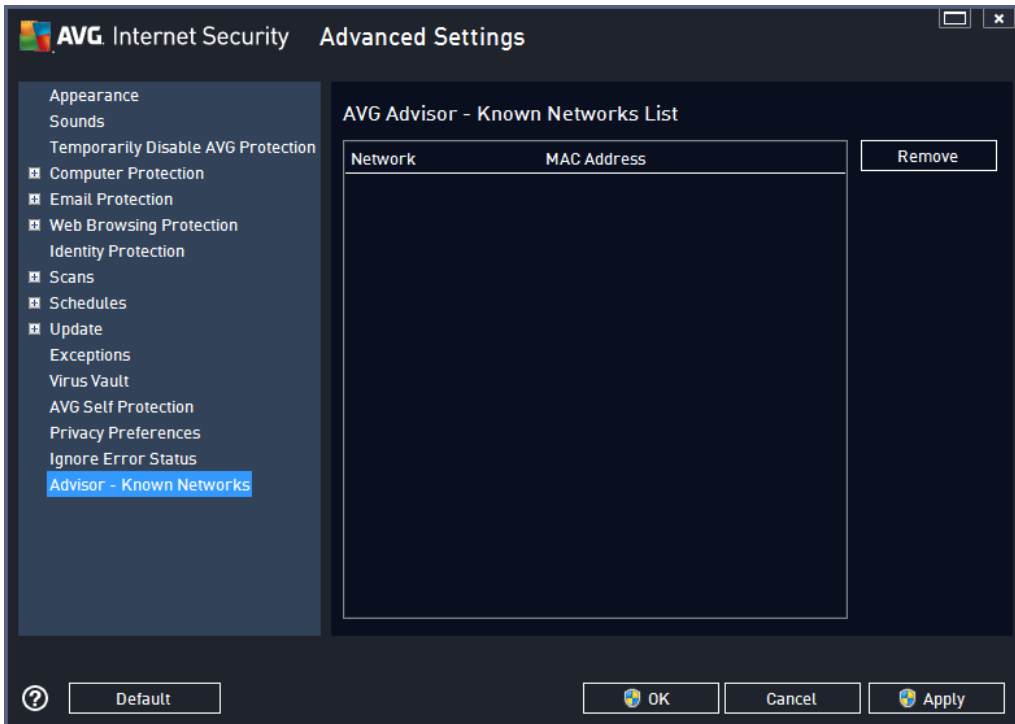 AVG. Internet Security Advanced Settings
Appearance
Sounds
Temporarily Disable AVG Protection
Computer Protection
Email Protection
Web Browsing Protection
Identity Protection
Scans
Schedules
Update
Exceptions
Virus Vault
AVG Self Protection
Privacy Preferences
Ignore Error Status
Advisor - Known Networks
AVG Advisor - Known Networks List
Network MAC Address
Remove
? Default OK Cancel Apply